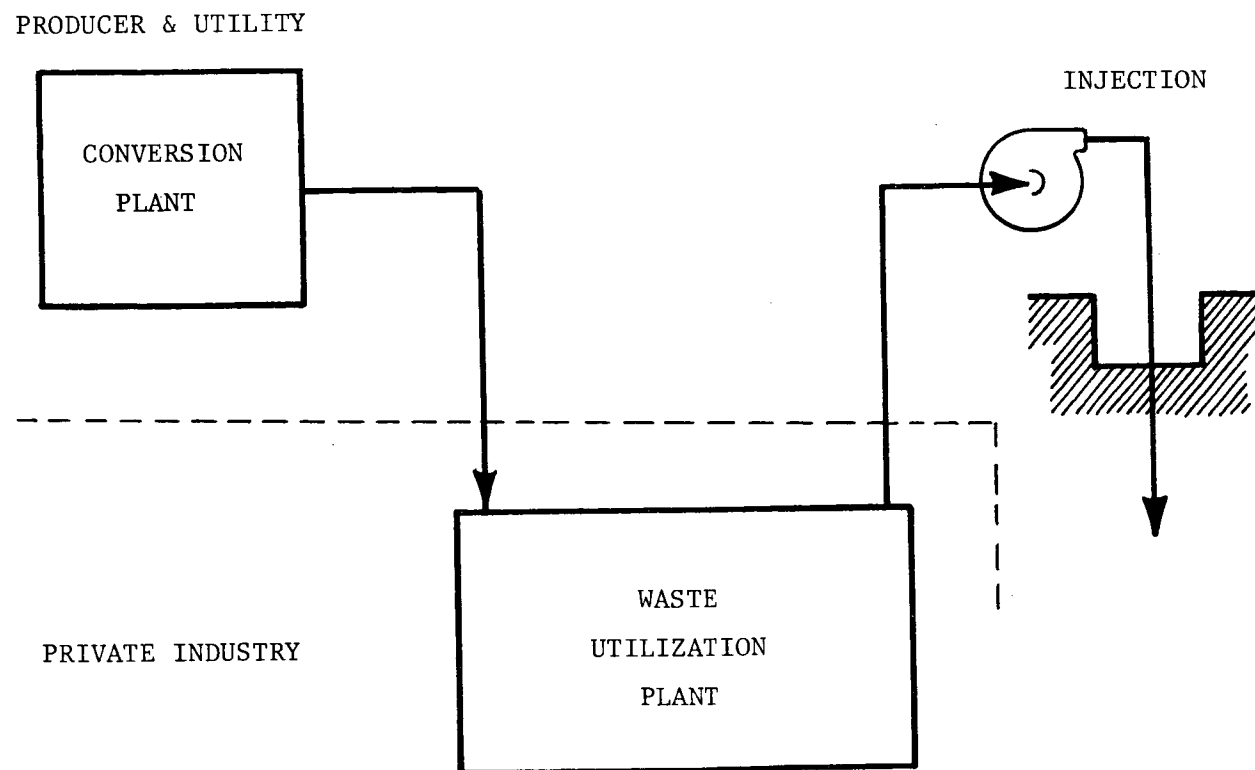 PRODUCER & UTILITY
INJECTION
CONVERSION
PLANT
WASTE
UTILIZATION
PLANT
PRIVATE INDUSTRY